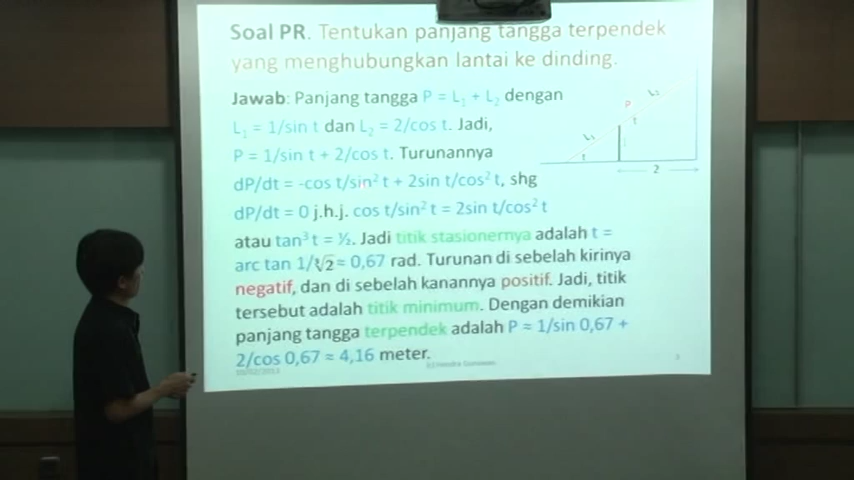 Soal PR. Tentukan panjang tangga terpendek
yang menghubungkan lantai ke dinding.
Jawab: Panjang tangga P = L₁ + L₂ dengan
L₁ = 1/sin t dan L₂ = 2/cos t. Jadi,
P = 1/sin t + 2/cos t. Turunannya
dP/dt = -cos t/sin² t + 2sin t/cos² t, shg
dP/dt = 0 j.h.j. cos t/sin² t = 2sin t/cos² t
atau tan³ t = ½. Jadi titik stasionernya adalah t =
arc tan 1/∛2 ≈ 0,67 rad. Turunan di sebelah kirinya
negatif, dan di sebelah kanannya positif. Jadi, titik
tersebut adalah titik minimum. Dengan demikian
panjang tangga terpendek adalah P ≈ 1/sin 0,67 +
2/cos 0,67 ≈ 4,16 meter.
P
L₂
t
L₁
t
2
(c) Hendra Gunawan
3